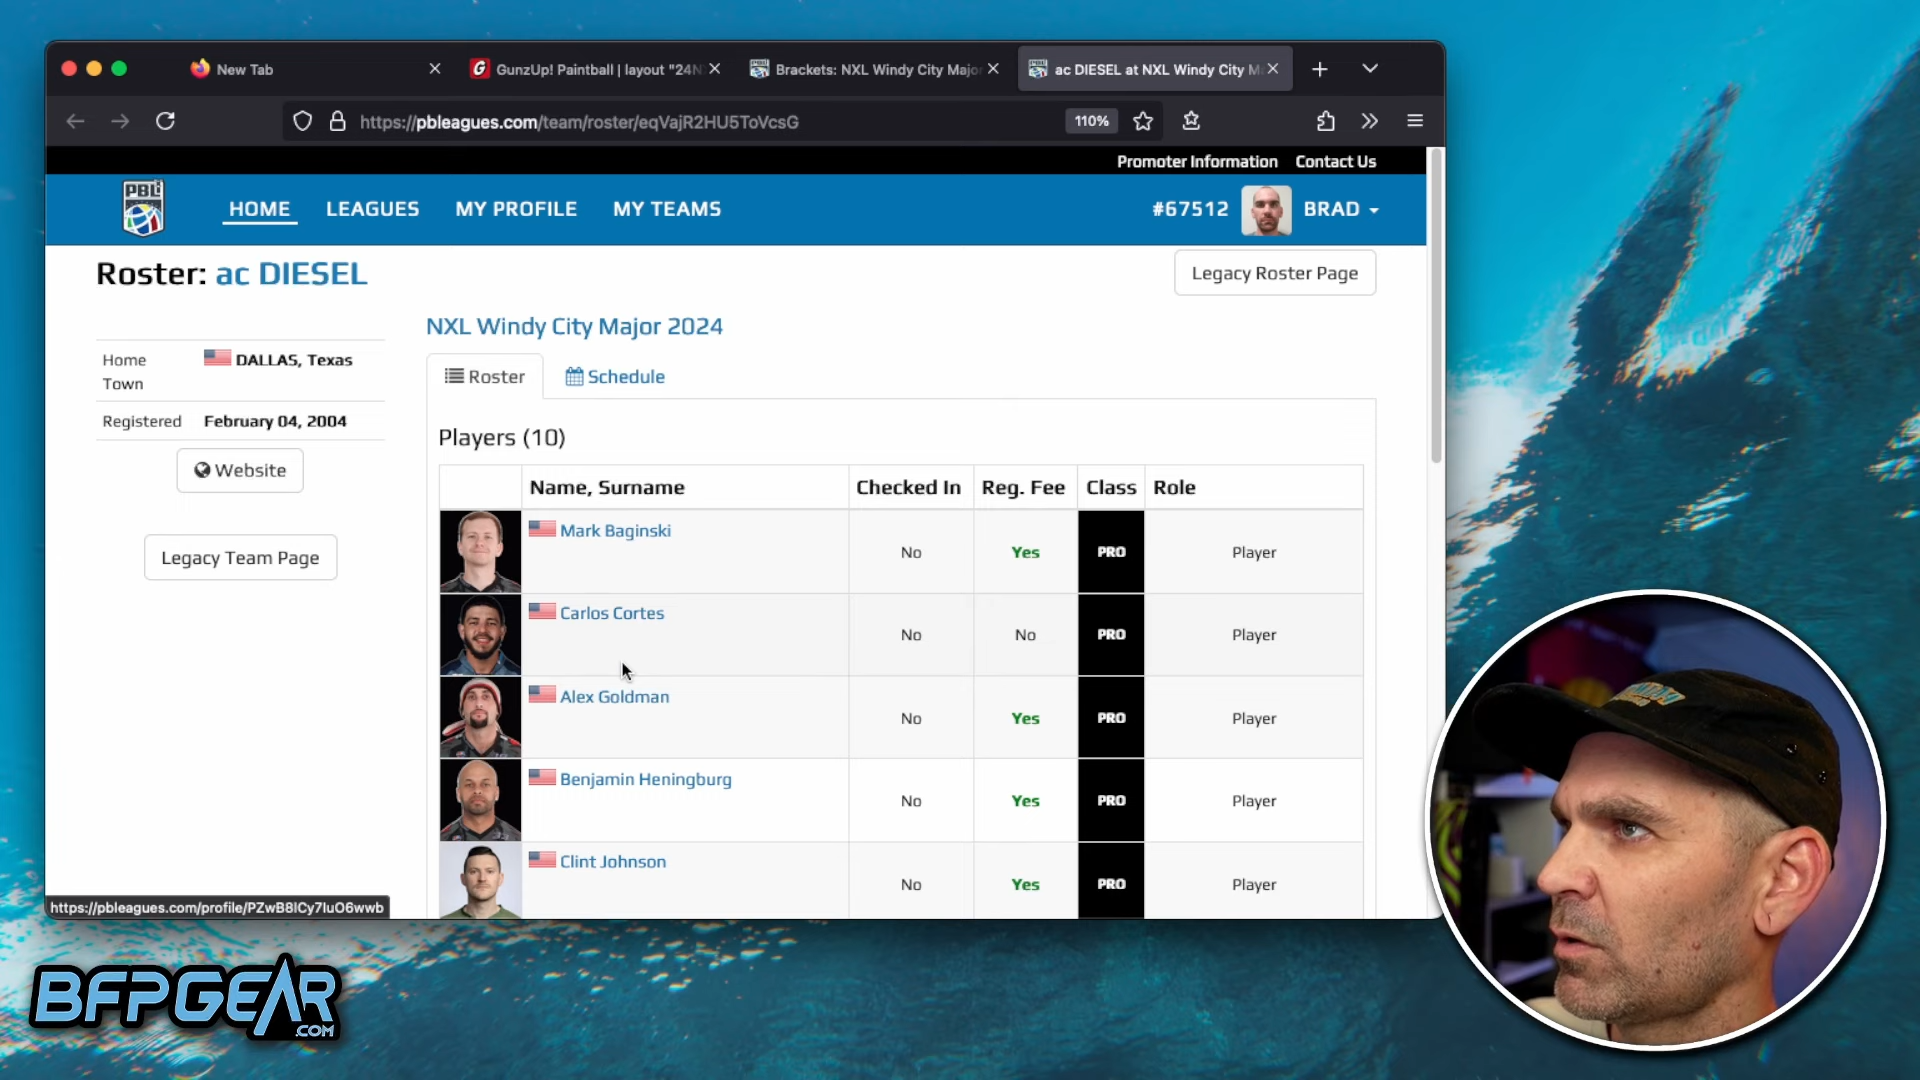 New Tab
GunzUp! Paintball | layout "24N
Brackets: NXL Windy City Major
ac DIESEL at NXL Windy City M
https://pbleagues.com/team/roster/eqVajR2HU5ToVcsG
110%
Promoter Information Contact Us
PBL
HOME LEAGUES MY PROFILE MY TEAMS
#67512 BRAD
Roster: ac DIESEL
Legacy Roster Page
Home Town DALLAS, Texas
Registered February 04, 2004
Website
Legacy Team Page
NXL Windy City Major 2024
Roster Schedule
Players (10)
Name, Surname Checked In Reg. Fee Class Role
Mark Baginski No Yes PRO Player
Carlos Cortes No No PRO Player
Alex Goldman No Yes PRO Player
Benjamin Heningburg No Yes PRO Player
Clint Johnson No Yes PRO Player
https://pbleagues.com/profile/PZwB8lCy7luO6wwb
BFPGEAR
.COM